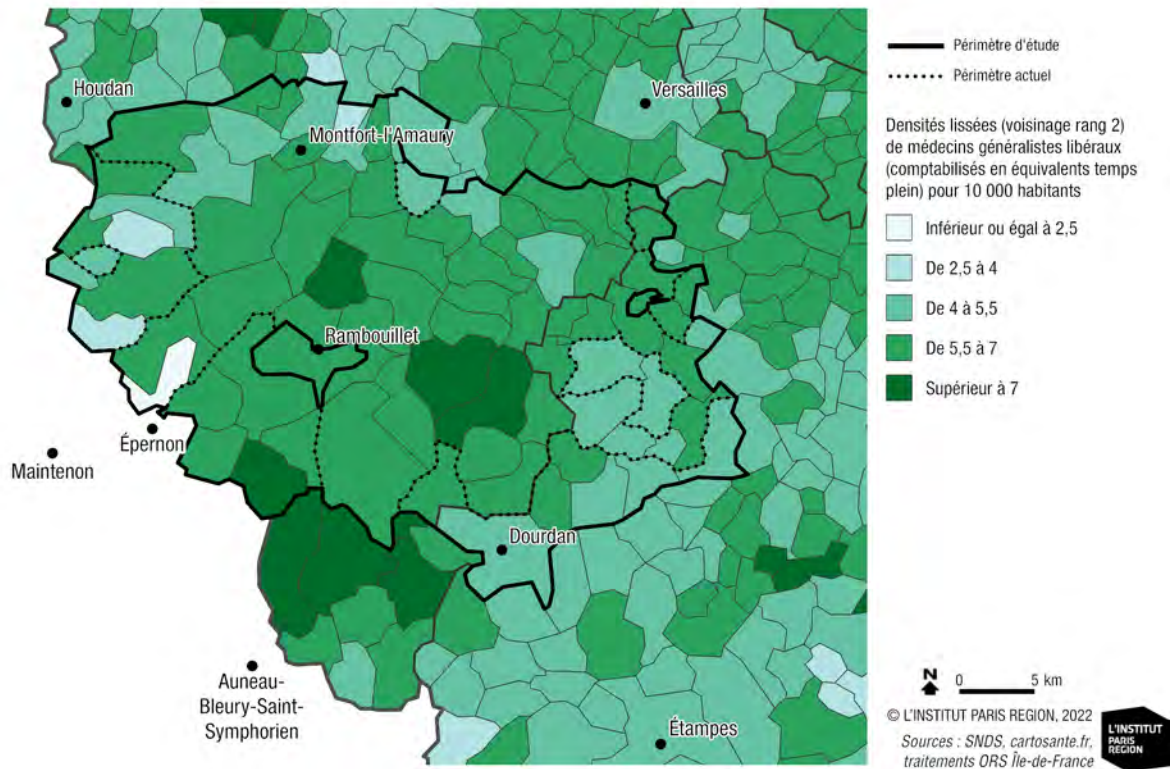 Houdan
Versailles
Montfort-l'Amaury
Rambouillet
Épernon
Maintenon
Dourdan
Auneau-
Bleury-Saint-
Symphorien
Étampes
Périmètre d'étude
Périmètre actuel
Densités lissées (voisinage rang 2)
de médecins généralistes libéraux
(comptabilisés en équivalents temps
plein) pour 10 000 habitants
Inférieur ou égal à 2,5
De 2,5 à 4
De 4 à 5,5
De 5,5 à 7
Supérieur à 7
N
0 5 km
© L'INSTITUT PARIS REGION, 2022
Sources : SNDS, cartosante.fr,
traitements ORS Île-de-France
L'INSTITUT
PARIS
REGION